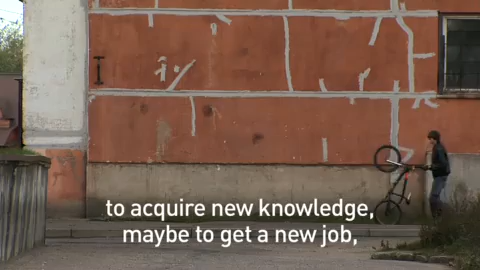 to acquire new knowledge,
maybe to get a new job,